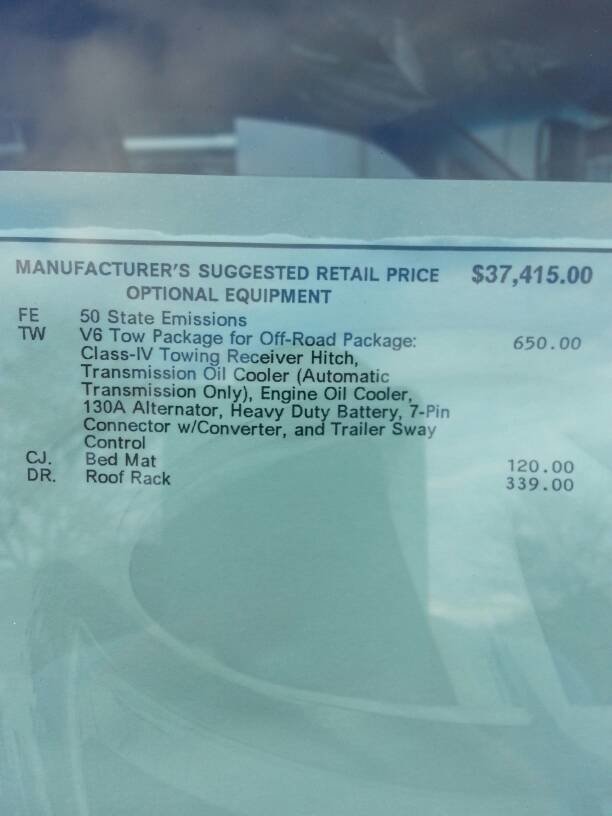 MANUFACTURER'S SUGGESTED RETAIL PRICE $37,415.00
OPTIONAL EQUIPMENT
FE 50 State Emissions
TW V6 Tow Package for Off-Road Package: 650.00
Class-IV Towing Receiver Hitch,
Transmission Oil Cooler (Automatic
Transmission Only), Engine Oil Cooler,
130A Alternator, Heavy Duty Battery, 7-Pin
Connector w/Converter, and Trailer Sway
Control
CJ. Bed Mat 120.00
DR. Roof Rack 339.00